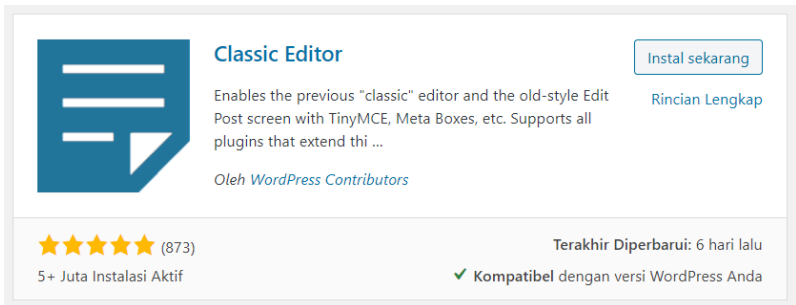 Classic Editor
Instal sekarang
Enables the previous "classic" editor and the old-style Edit
Post screen with TinyMCE, Meta Boxes, etc. Supports all
plugins that extend thi ...
Rincian Lengkap
Oleh WordPress Contributors
(873)
Terakhir Diperbarui: 6 hari lalu
5+ Juta Instalasi Aktif
Kompatibel dengan versi WordPress Anda